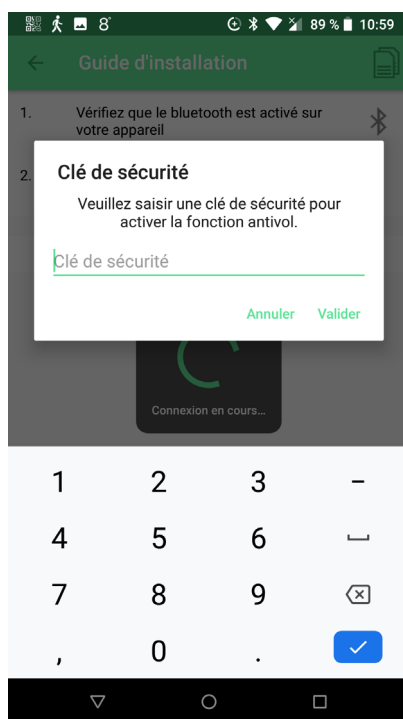 8° 89 % 10:59
Guide d'installation
1. Vérifiez que le bluetooth est activé sur
votre appareil
2.
Clé de sécurité
Veuillez saisir une clé de sécurité pour
activer la fonction antivol.
Clé de sécurité
Annuler Valider
Connexion en cours...
1 2 3 –
4 5 6
7 8 9
, 0 .